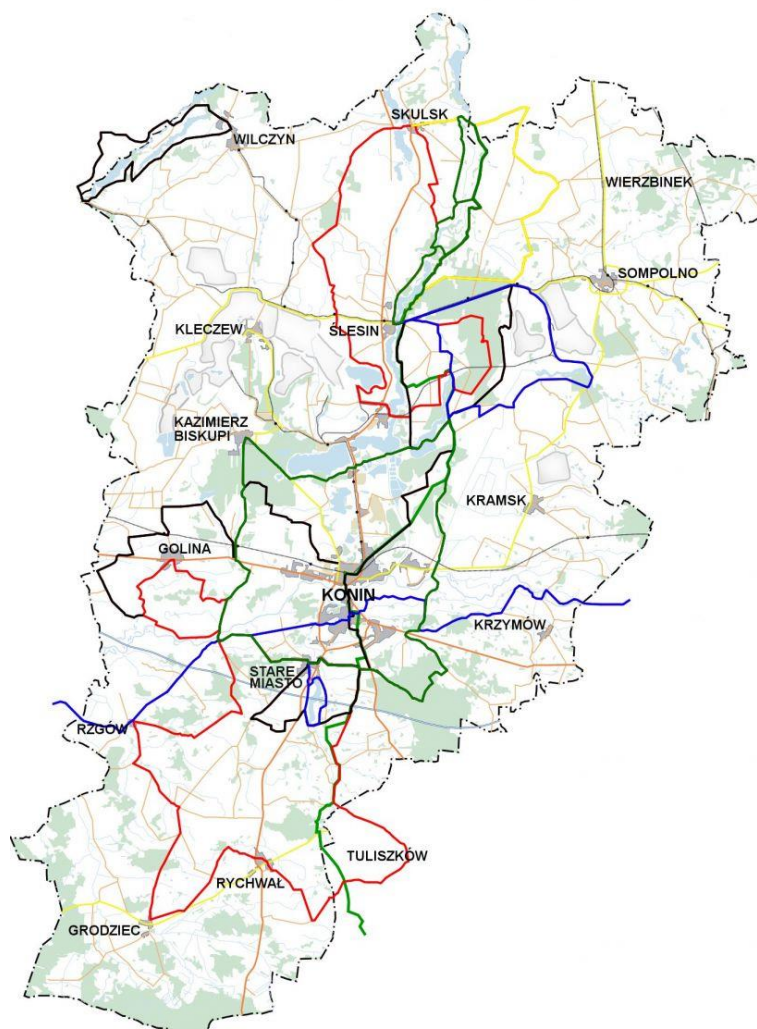 SKULSK
WILCZYN
WIERZBINEK
SOMPOLNO
KLECZEW
ŚLESIN
KAZIMIERZ
BISKUPI
KRAMSK
GOLINA
KONIN
KRZYMÓW
STARE
MIASTO
RZGÓW
TULISZKÓW
RYCHWAŁ
GRODZIEC